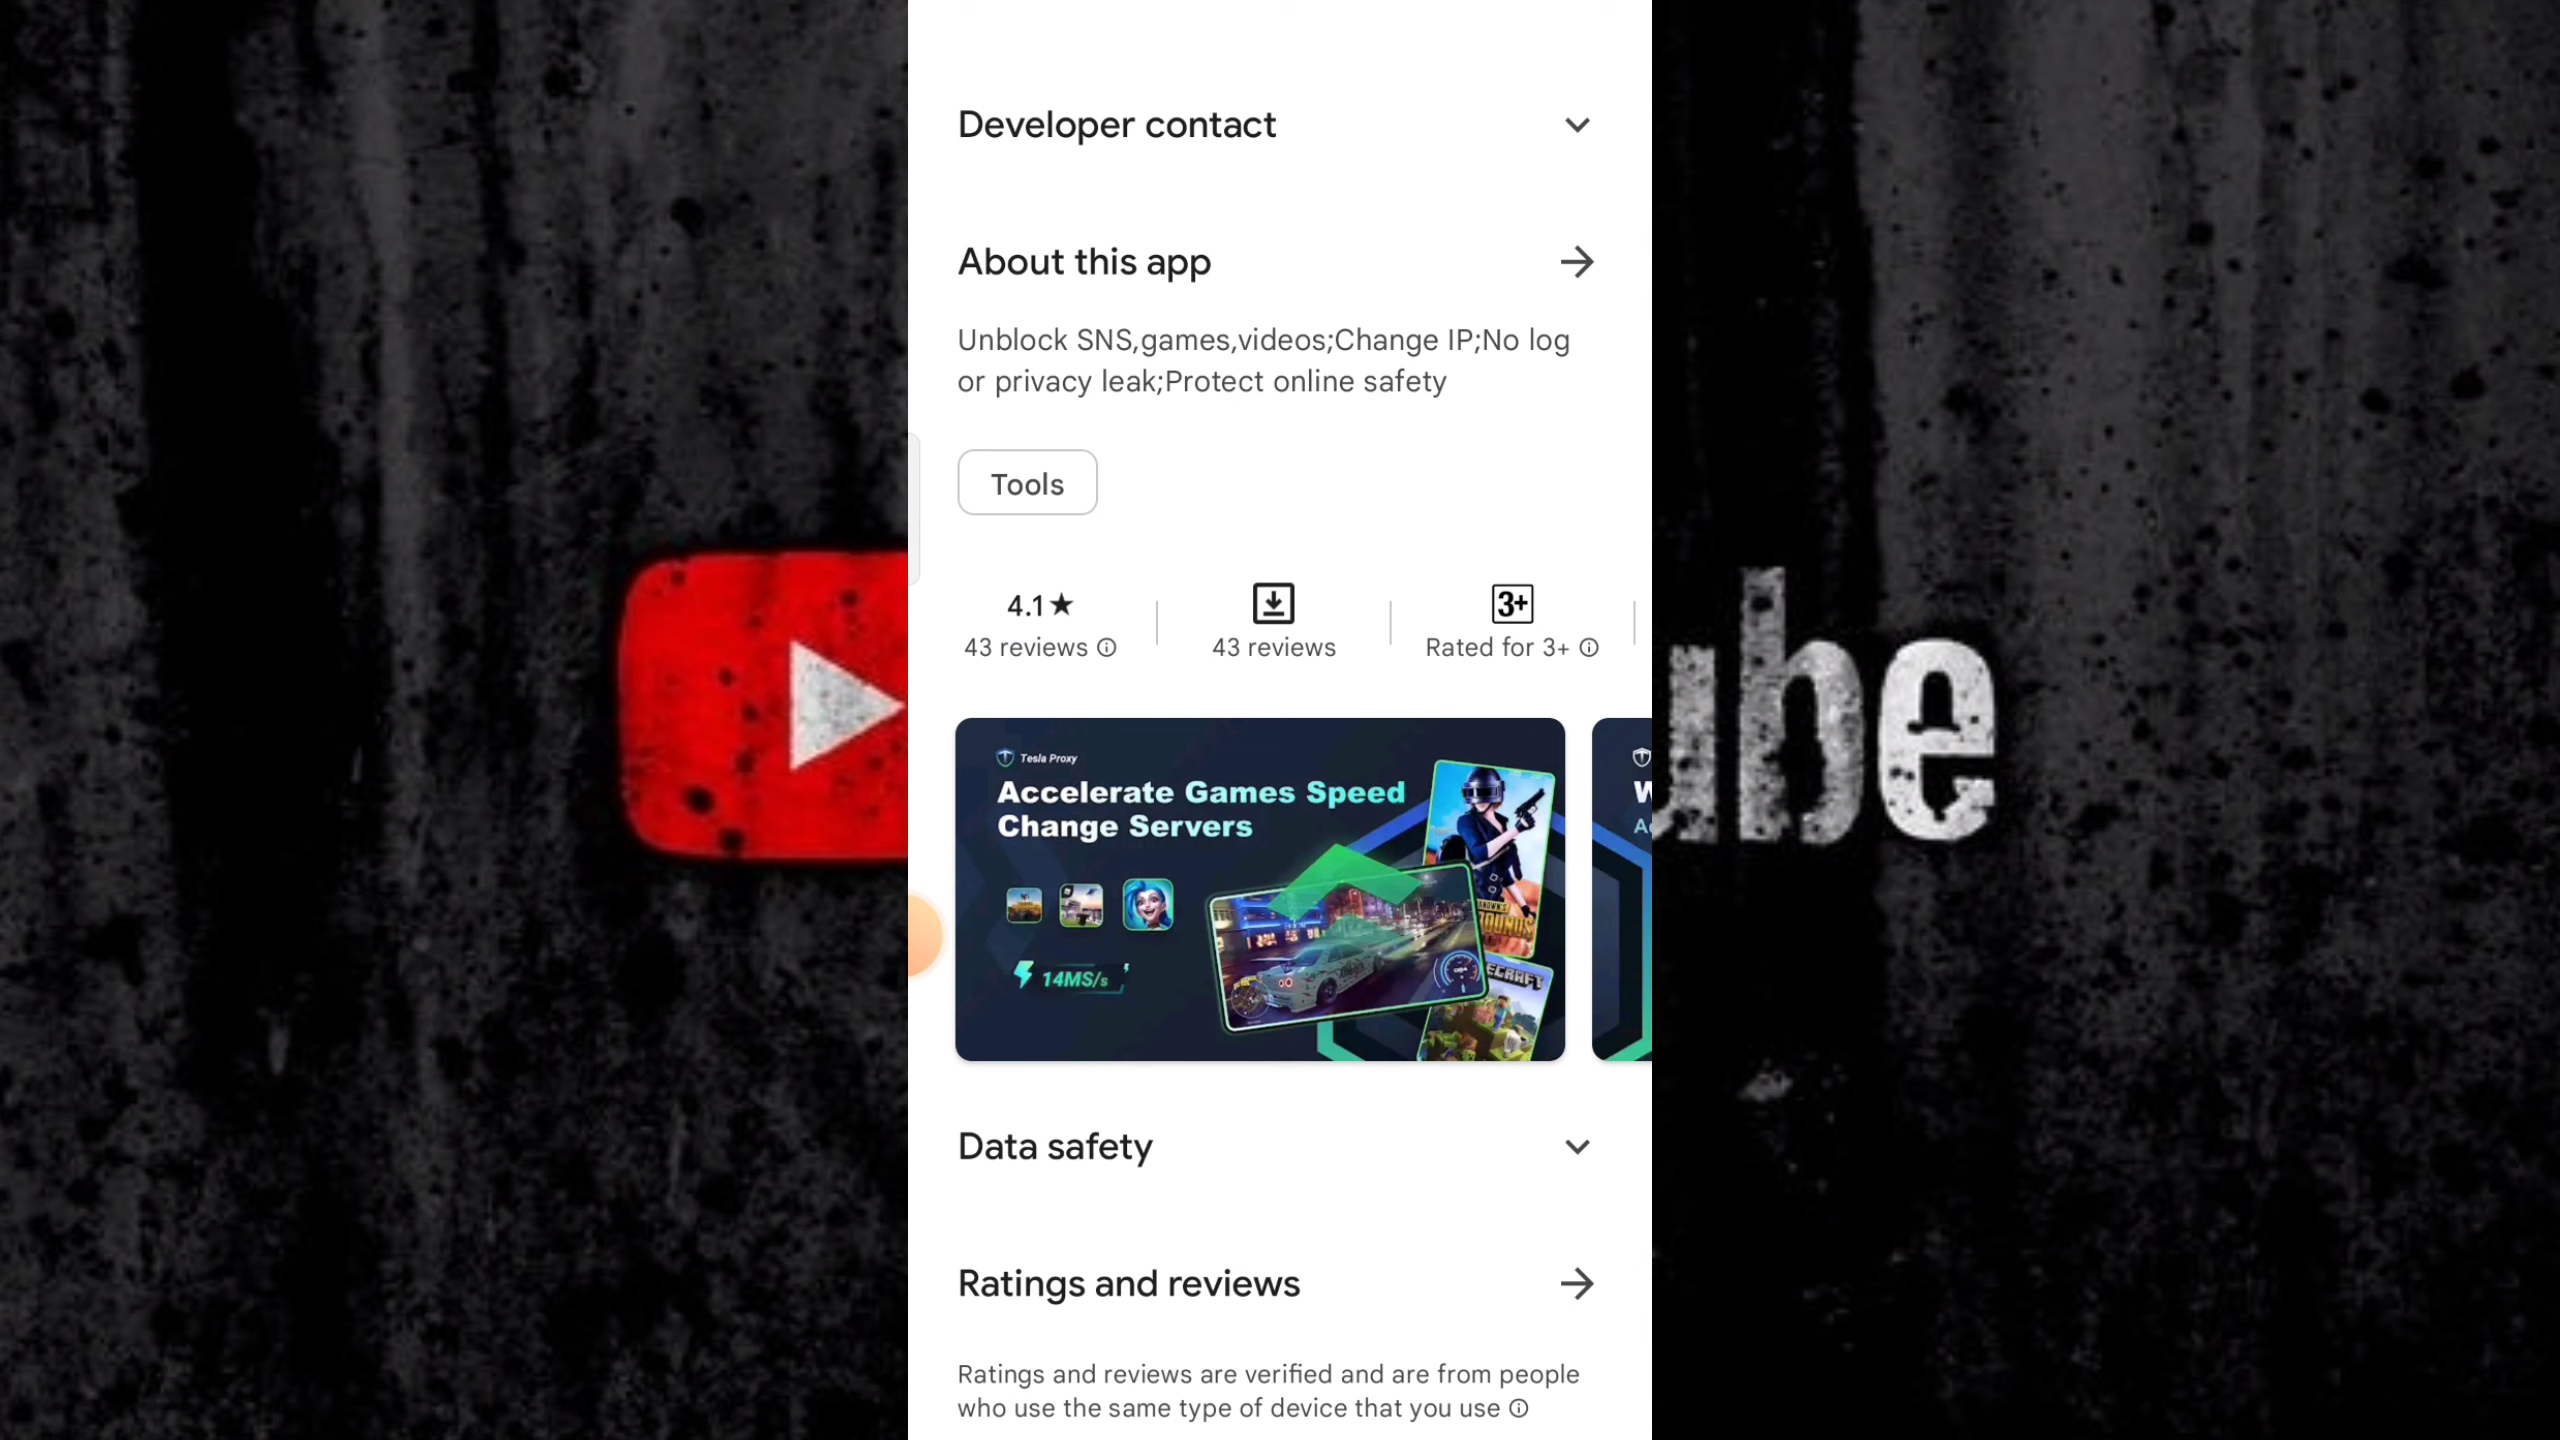 Developer contact
About this app
Unblock SNS,games,videos;Change IP;No log
or privacy leak;Protect online safety
Tools
4.1★
43 reviews
43 reviews
3+
Rated for 3+
Tesla Proxy
Accelerate Games Speed
Change Servers
14MS/s
ube
Data safety
Ratings and reviews
Ratings and reviews are verified and are from people
who use the same type of device that you use